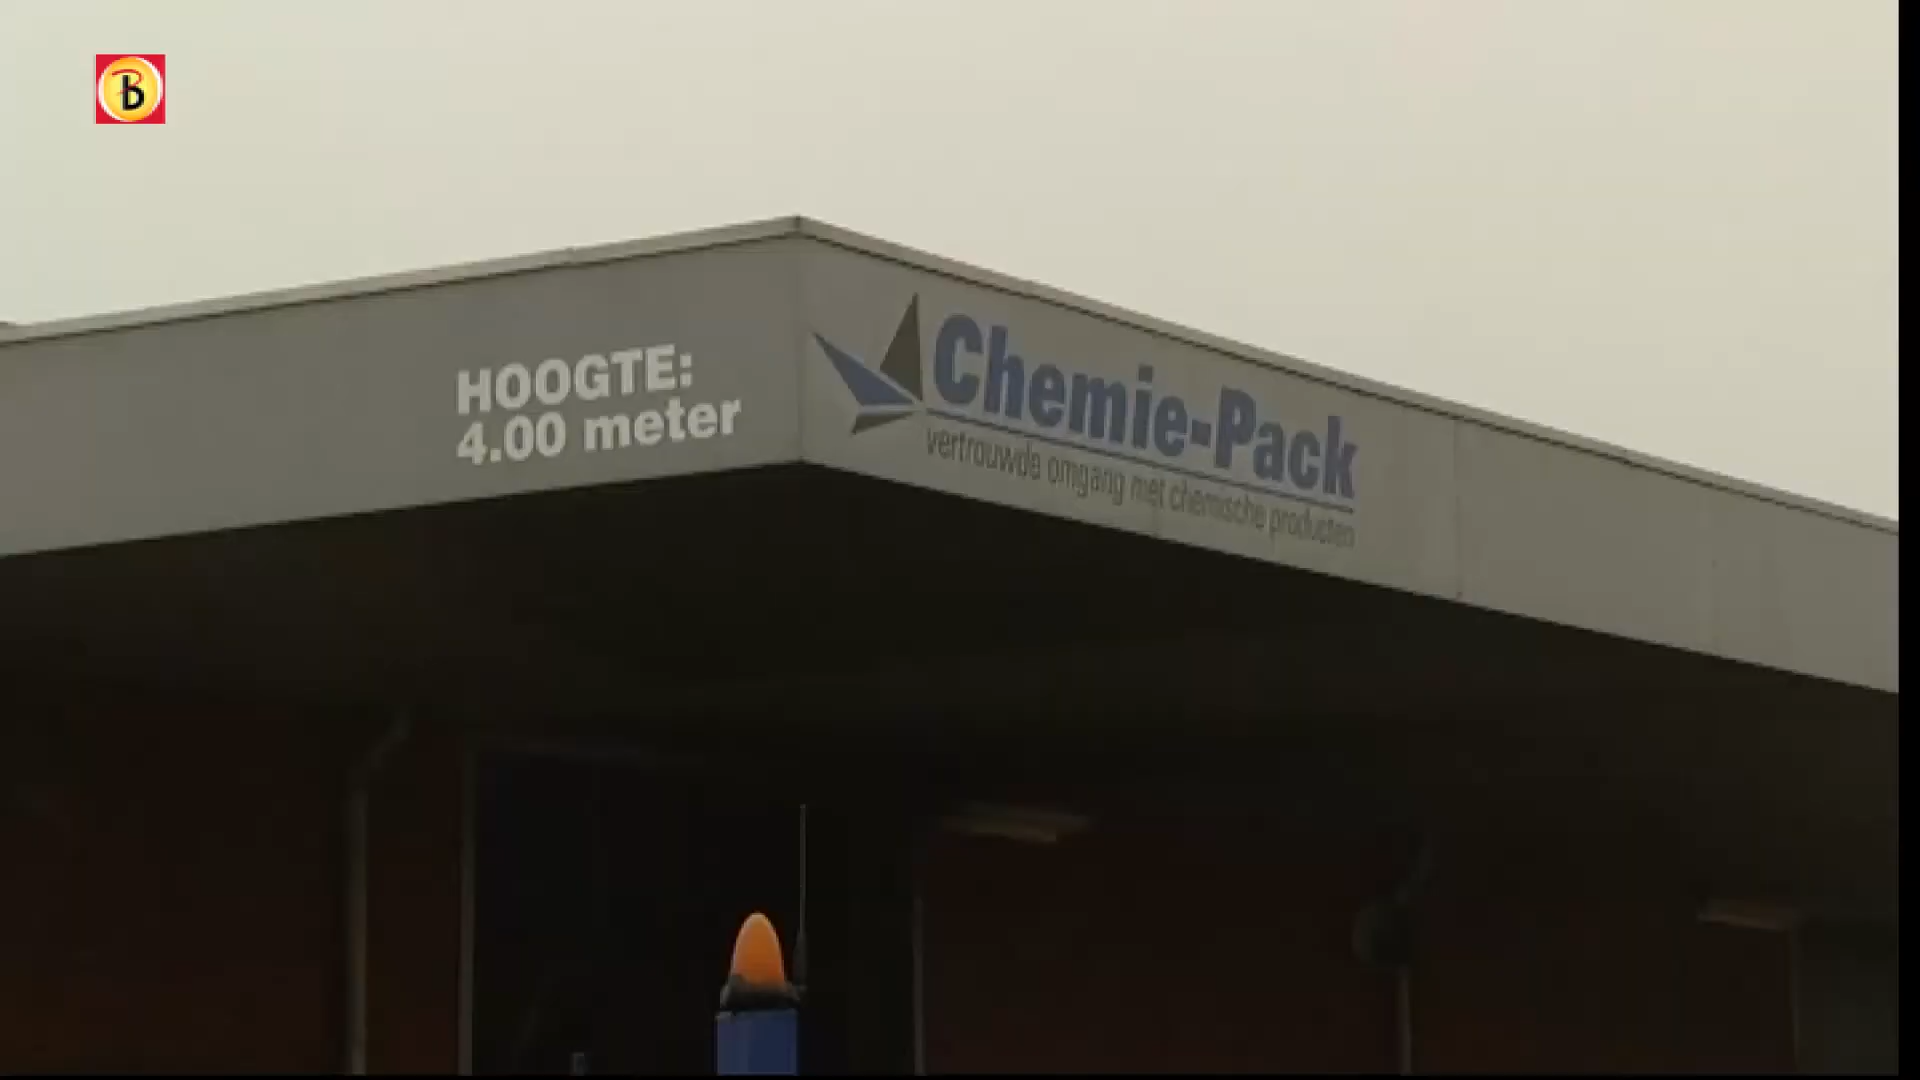 B
HOOGTE:
4.00 meter
Chemie-Pack
vertrouwde omgang met chemische producten